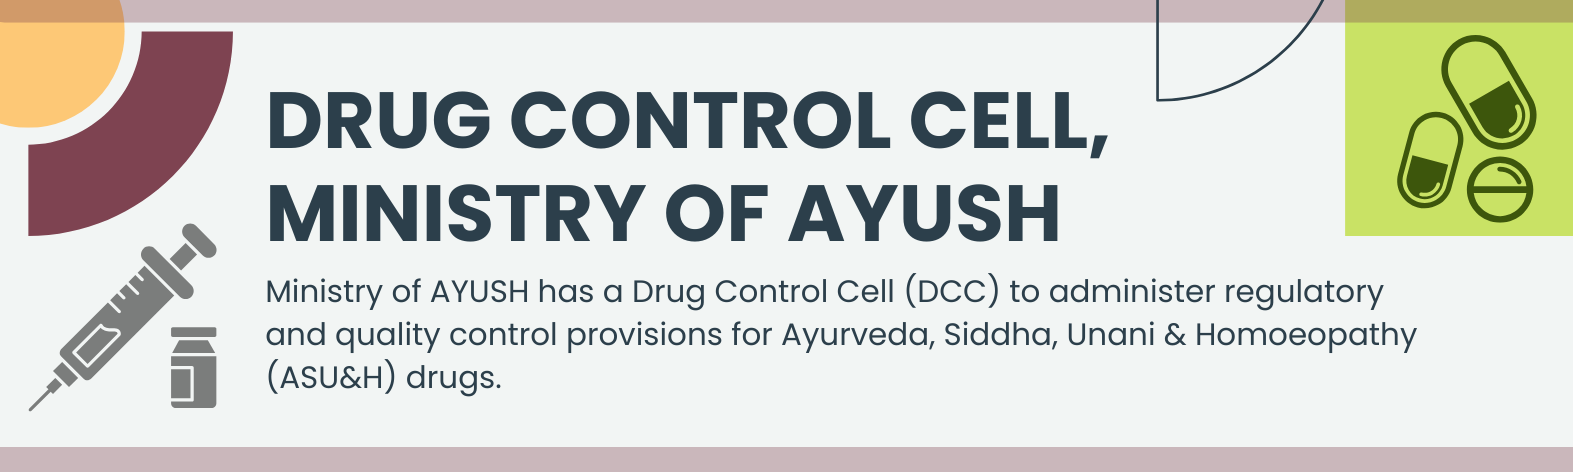 DRUG CONTROL CELL,
MINISTRY OF AYUSH
Ministry of AYUSH has a Drug Control Cell (DCC) to administer regulatory
and quality control provisions for Ayurveda, Siddha, Unani & Homoeopathy
(ASU&H) drugs.